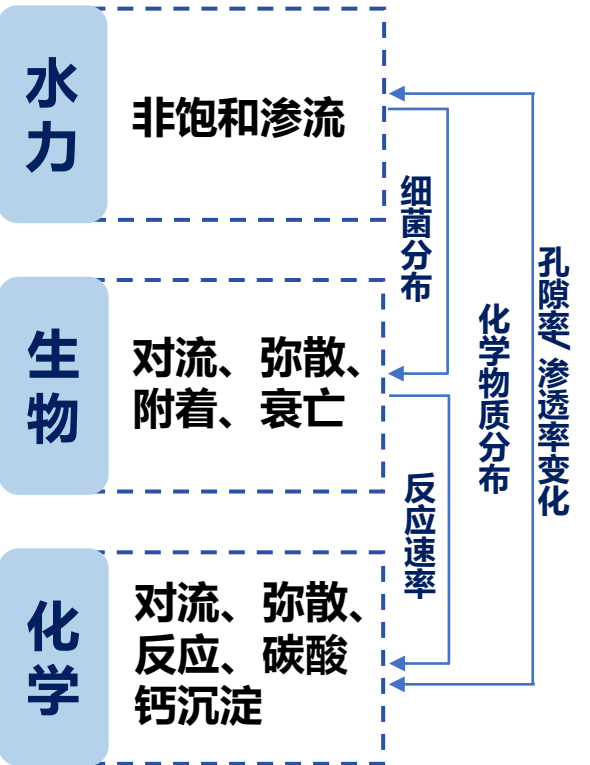 水力
非饱和渗流
细菌分布
生物
对流、弥散、
附着、衰亡
化学物质分布
孔隙率/渗透率变化
反应速率
化学
对流、弥散、
反应、碳酸
钙沉淀